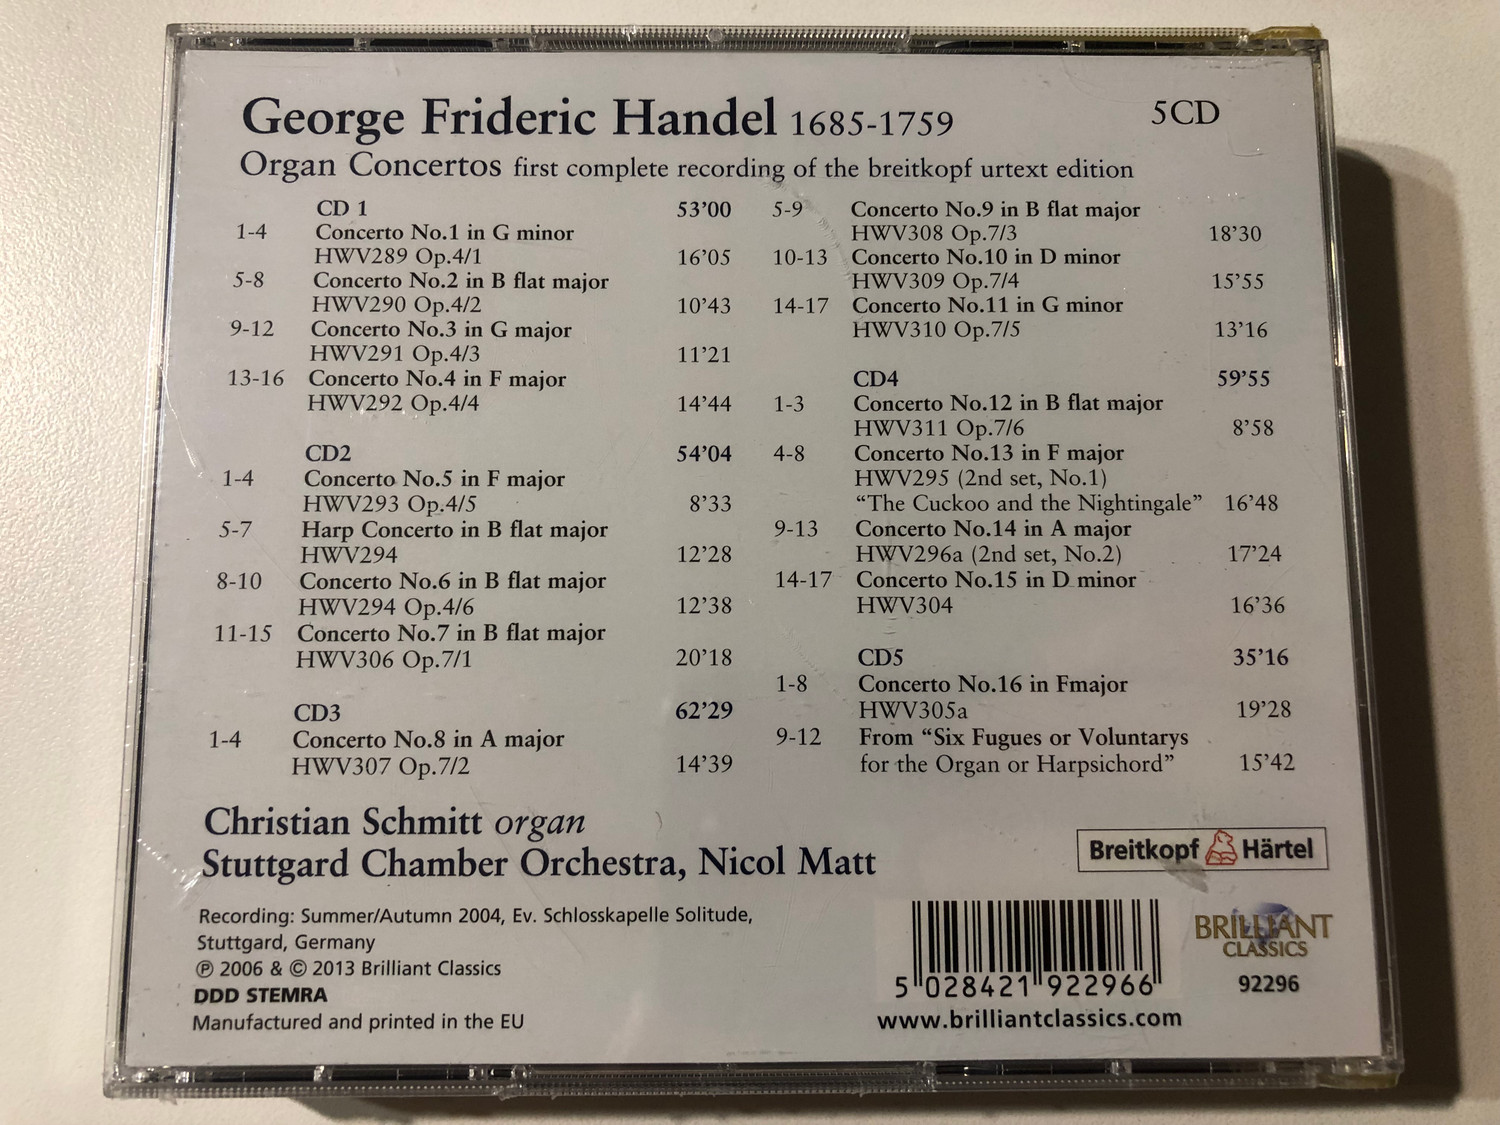 George Frideric Handel 1685-1759 5CD
Organ Concertos first complete recording of the breitkopf urtext edition
CD 1 53'00
1-4 Concerto No.1 in G minor
HWV289 Op.4/1 16'05
5-8 Concerto No.2 in B flat major
HWV290 Op.4/2 10'43
9-12 Concerto No.3 in G major
HWV291 Op.4/3 11'21
13-16 Concerto No.4 in F major
HWV292 Op.4/4 14'44
CD2 54'04
1-4 Concerto No.5 in F major
HWV293 Op.4/5 8'33
5-7 Harp Concerto in B flat major
HWV294 12'28
8-10 Concerto No.6 in B flat major
HWV294 Op.4/6 12'38
11-15 Concerto No.7 in B flat major
HWV306 Op.7/1 20'18
CD3 62'29
1-4 Concerto No.8 in A major
HWV307 Op.7/2 14'39
5-9 Concerto No.9 in B flat major
HWV308 Op.7/3 18'30
10-13 Concerto No.10 in D minor
HWV309 Op.7/4 15'55
14-17 Concerto No.11 in G minor
HWV310 Op.7/5 13'16
CD4 59'55
1-3 Concerto No.12 in B flat major
HWV311 Op.7/6 8'58
4-8 Concerto No.13 in F major
HWV295 (2nd set, No.1)
“The Cuckoo and the Nightingale” 16'48
9-13 Concerto No.14 in A major
HWV296a (2nd set, No.2) 17'24
14-17 Concerto No.15 in D minor
HWV304 16'36
CD5 35'16
1-8 Concerto No.16 in Fmajor
HWV305a 19'28
9-12 From “Six Fugues or Voluntarys
for the Organ or Harpsichord” 15'42
Christian Schmitt organ
Stuttgard Chamber Orchestra, Nicol Matt
Breitkopf Härtel
Recording: Summer/Autumn 2004, Ev. Schlosskapelle Solitude,
Stuttgard, Germany
℗ 2006 & © 2013 Brilliant Classics
DDD STEMRA
Manufactured and printed in the EU
5 028421 922966
www.brilliantclassics.com
BRILLIANT
CLASSICS
92296